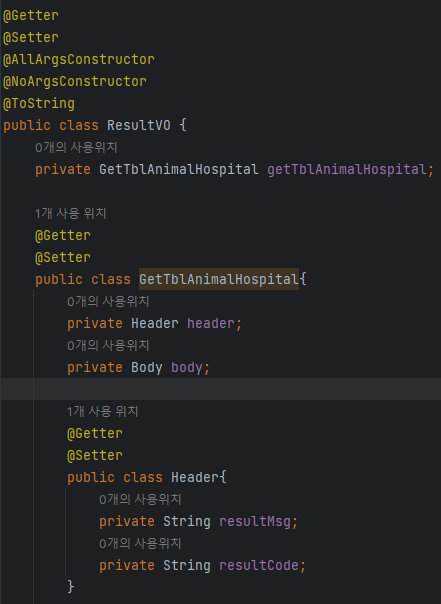 @Getter
@Setter
@AllArgsConstructor
@NoArgsConstructor
@ToString
public class ResultVO {
0개의 사용위치
private GetTblAnimalHospital getTblAnimalHospital;
1개 사용 위치
@Getter
@Setter
public class GetTblAnimalHospital{
0개의 사용위치
private Header header;
0개의 사용위치
private Body body;
1개 사용 위치
@Getter
@Setter
public class Header{
0개의 사용위치
private String resultMsg;
0개의 사용위치
private String resultCode;
}